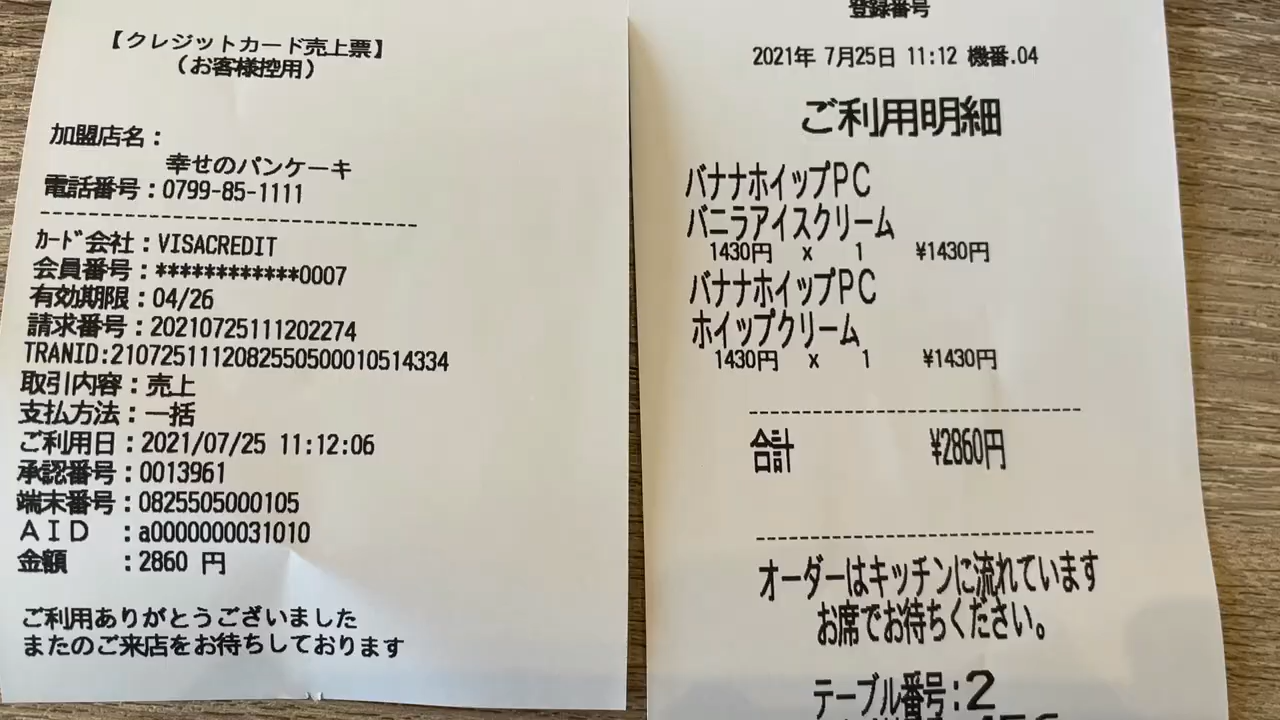 【クレジットカード売上票】
(お客様控用)
加盟店名：
幸せのパンケーキ
電話番号：0799-85-1111
ｶｰﾄﾞ会社：VISACREDIT
会員番号：************0007
有効期限：04/26
請求番号：20210725111202274
TRANID:2107251112082550500010514334
取引内容：売上
支払方法：一括
ご利用日：2021/07/25 11:12:06
承認番号：0013961
端末番号：0825505000105
ＡＩＤ　：a0000000031010
金額　　：2860 円
ご利用ありがとうございました
またのご来店をお待ちしております
登録番号
2021年 7月25日 11:12 機番.04
ご利用明細
バナナホイップPC
バニラアイスクリーム
1430円 x 1 ¥1430円
バナナホイップPC
ホイップクリーム
1430円 x 1 ¥1430円
合計 ¥2860円
オーダーはキッチンに流れています
お席でお待ちください。
テーブル番号：2